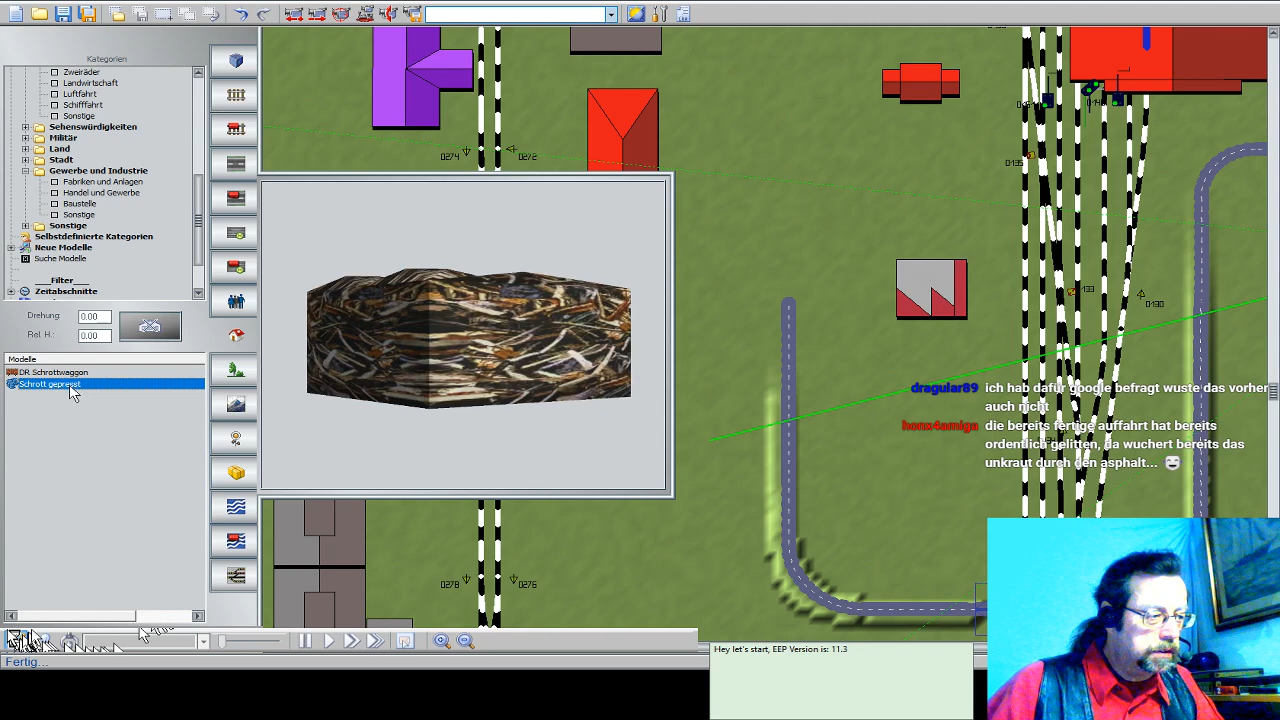 Kategorien
Zweiräder
Landwirtschaft
Luftfahrt
Schifffahrt
Sonstige
Sehenswürdigkeiten
Militär
Land
Stadt
Gewerbe und Industrie
Fabriken und Anlagen
Handel und Gewerbe
Baustelle
Sonstige
Sonstige
Selbstdefinierte Kategorien
Neue Modelle
Suche Modelle
___Filter___
Zeitabschnitte
Drehung: 0.00
Rel. H.: 0.00
Modelle
DR Schrottwaggon
Schrott gepresst
0274
0272
0135
0130
0278
0276
dragular89 ich hab dafür google befragt wuste das vorher
auch nicht
honx4amiga die bereits fertige auffahrt hat bereits
ordentlich gelitten, da wuchert bereits das
unkraut durch den asphalt...
Hey let's start, EEP Version is: 11.3
Fertig...